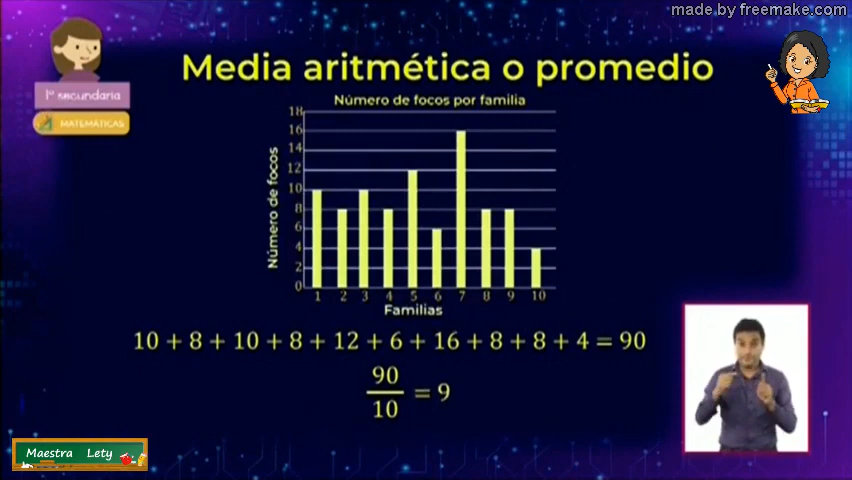 made by freemake.com
Media aritmética o promedio
1º secundaria
MATEMÁTICAS
Número de focos por familia
Número de focos
18
16
14
12
10
8
6
4
2
0
1 2 3 4 5 6 7 8 9 10
Familias
10 + 8 + 10 + 8 + 12 + 6 + 16 + 8 + 8 + 4 = 90
90
10
= 9
Maestra Lety